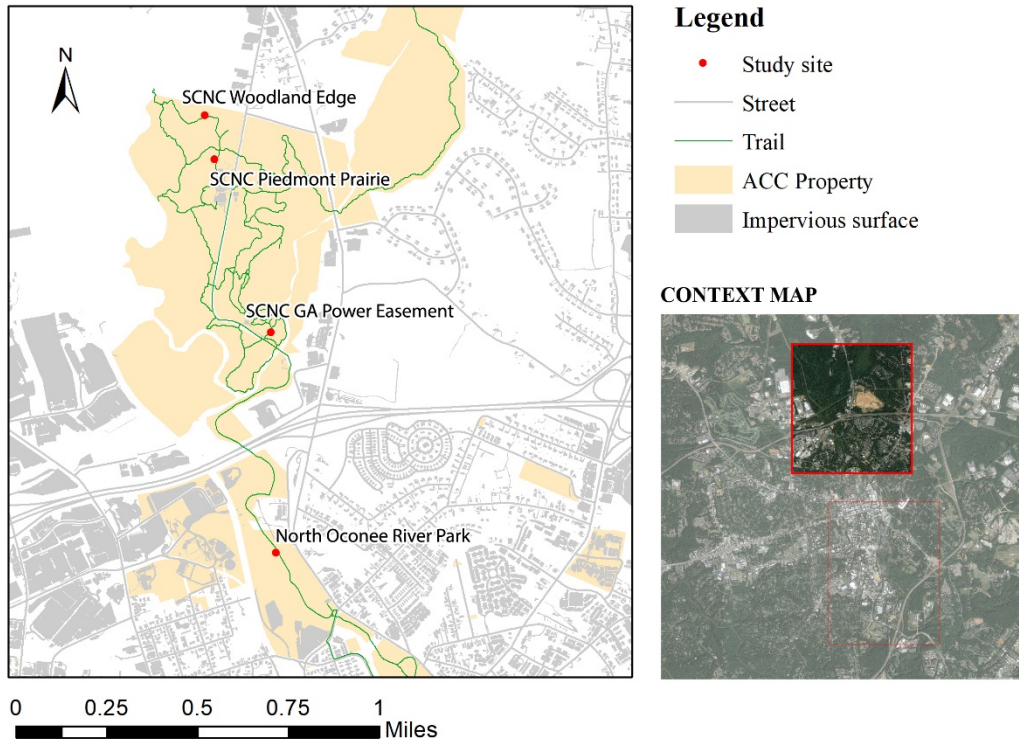 N
SCNC Woodland Edge
SCNC Piedmont Prairie
SCNC GA Power Easement
North Oconee River Park
0 0.25 0.5 0.75 1
Miles
Legend
Study site
Street
Trail
ACC Property
Impervious surface
CONTEXT MAP